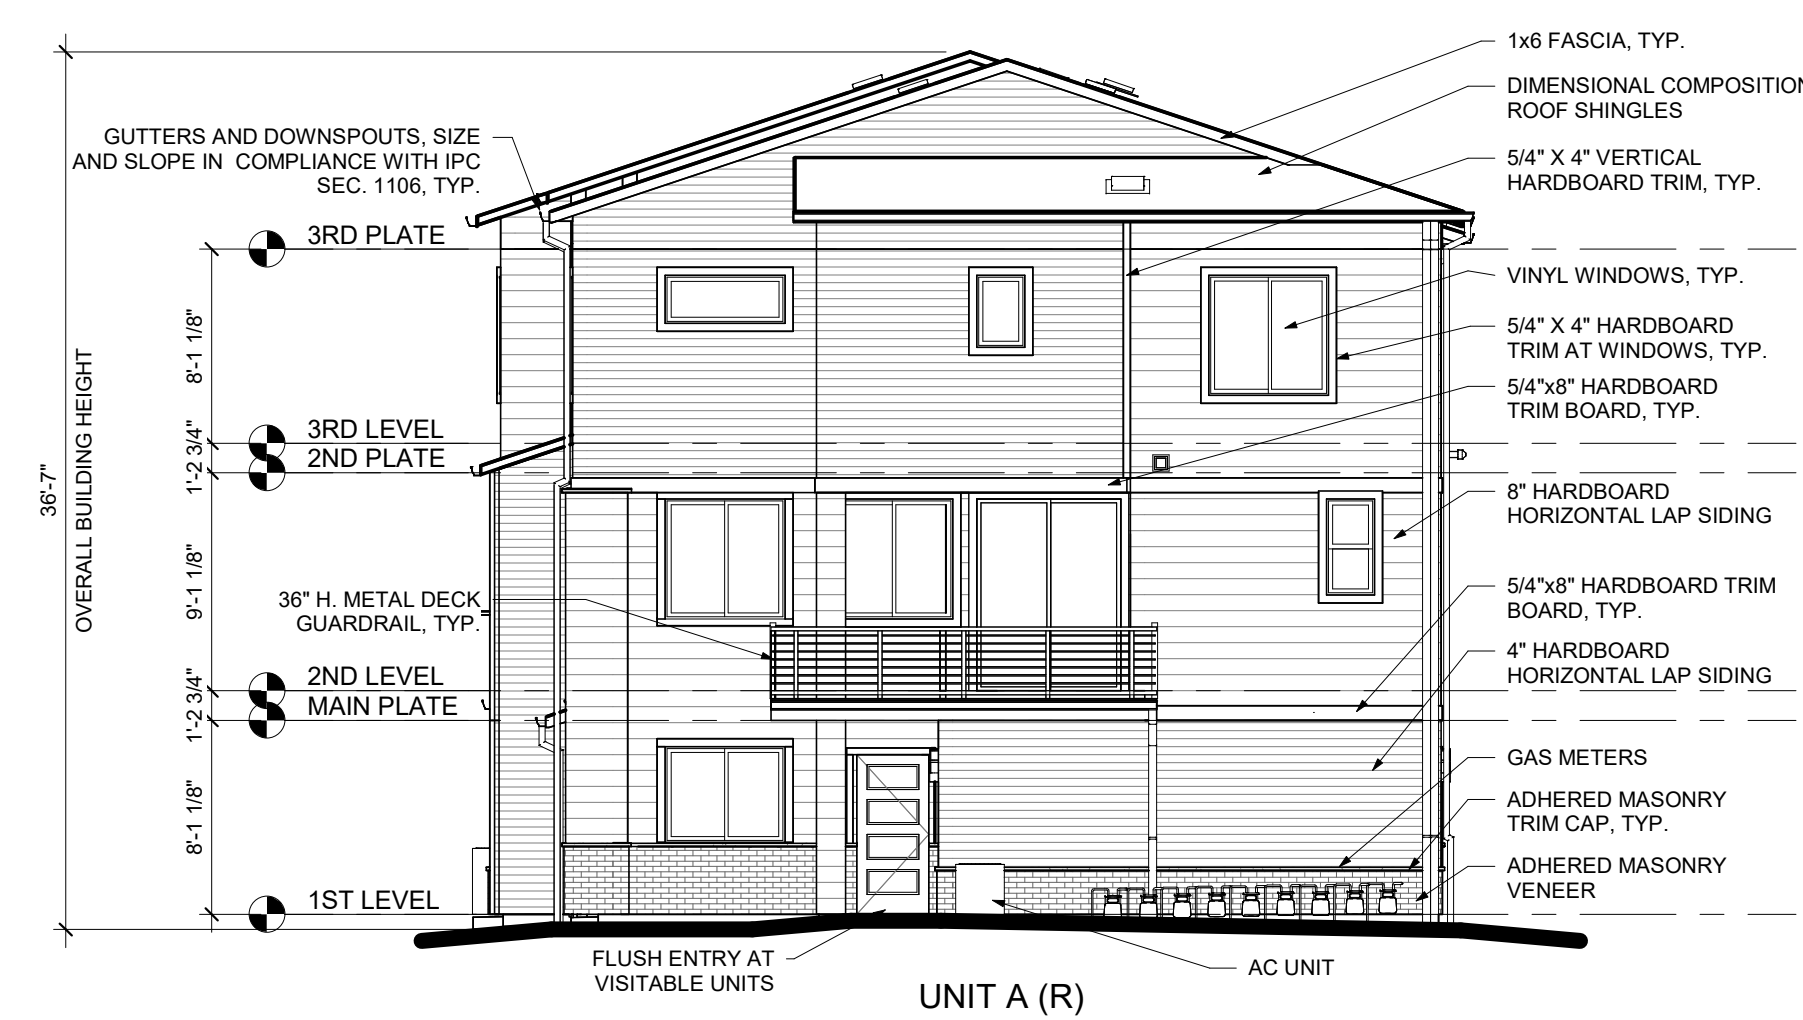 1x6 FASCIA, TYP.
DIMENSIONAL COMPOSITION
ROOF SHINGLES
GUTTERS AND DOWNSPOUTS, SIZE
AND SLOPE IN COMPLIANCE WITH IPC
SEC. 1106, TYP.
5/4" X 4" VERTICAL
HARDBOARD TRIM, TYP.
3RD PLATE
VINYL WINDOWS, TYP.
8'-1 1/8"
5/4" X 4" HARDBOARD
TRIM AT WINDOWS, TYP.
5/4"x8" HARDBOARD
TRIM BOARD, TYP.
3RD LEVEL
1'-2 3/4"
2ND PLATE
36'-7"
OVERALL BUILDING HEIGHT
8" HARDBOARD
HORIZONTAL LAP SIDING
9'-1 1/8"
36" H. METAL DECK
GUARDRAIL, TYP.
5/4"x8" HARDBOARD TRIM
BOARD, TYP.
4" HARDBOARD
HORIZONTAL LAP SIDING
2ND LEVEL
1'-2 3/4"
MAIN PLATE
GAS METERS
8'-1 1/8"
ADHERED MASONRY
TRIM CAP, TYP.
ADHERED MASONRY
VENEER
1ST LEVEL
FLUSH ENTRY AT
VISITABLE UNITS
AC UNIT
UNIT A (R)